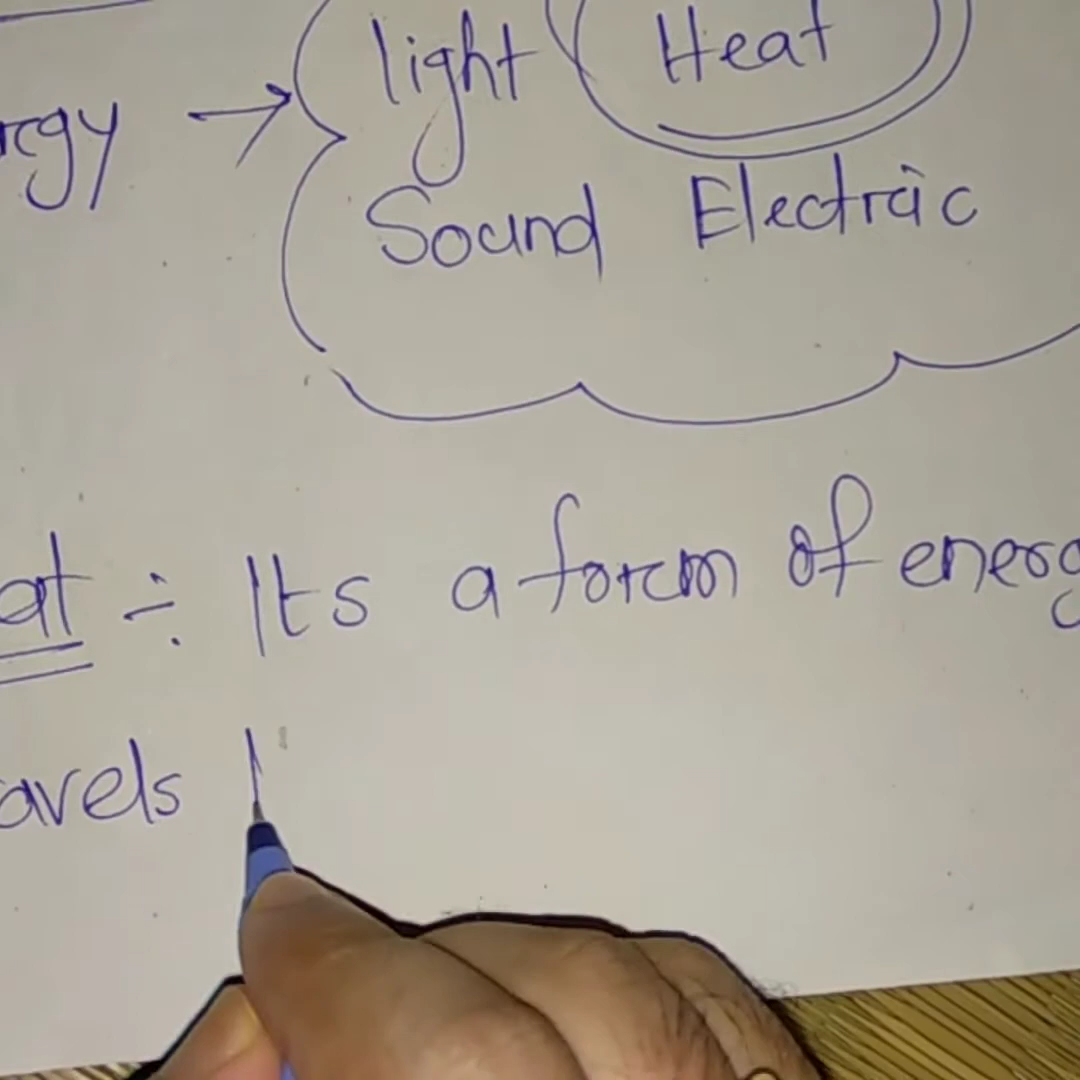 light Heat
rgy → Sound Electric
at ÷ Its a form of energ
avels